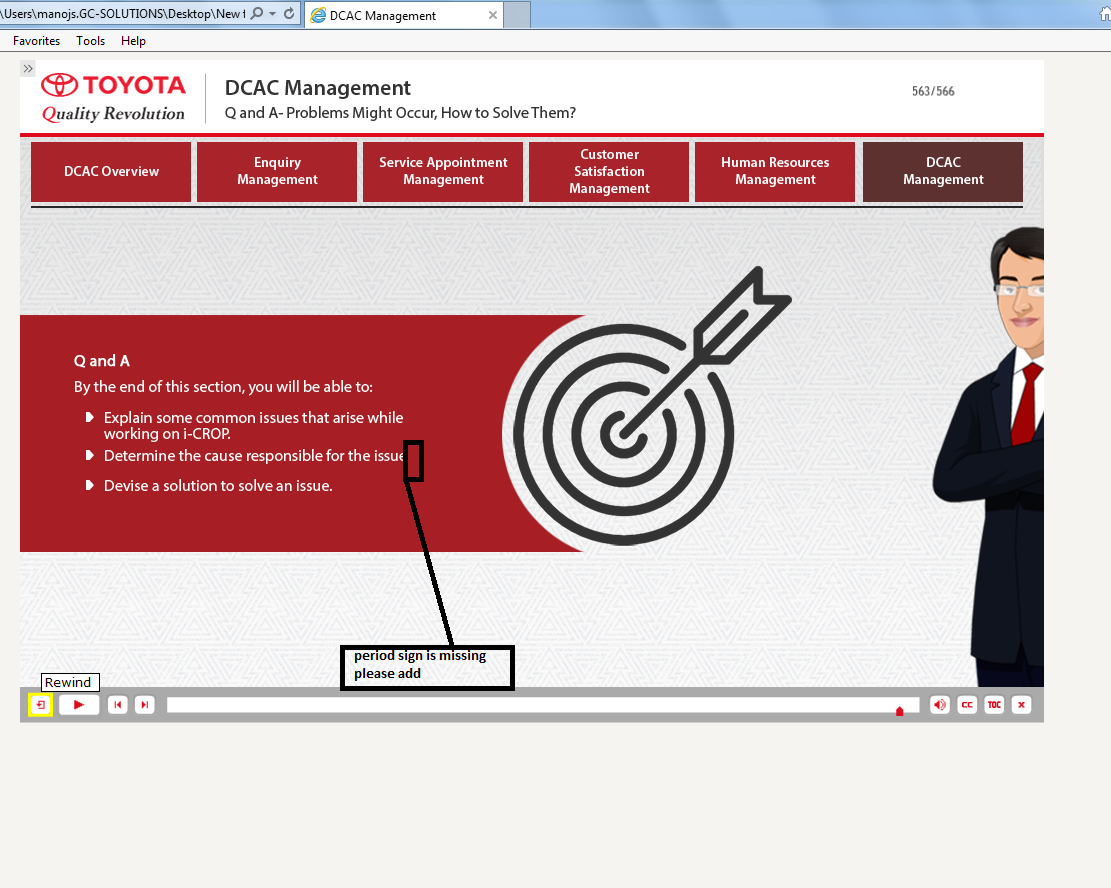 \Users\manojs.GC-SOLUTIONS\Desktop\New f
DCAC Management
Favorites Tools Help
TOYOTA
Quality Revolution
DCAC Management
Q and A- Problems Might Occur, How to Solve Them?
563/566
DCAC Overview
Enquiry
Management
Service Appointment
Management
Customer
Satisfaction
Management
Human Resources
Management
DCAC
Management
Q and A
By the end of this section, you will be able to:
Explain some common issues that arise while
working on i-CROP.
Determine the cause responsible for the issue
Devise a solution to solve an issue.
period sign is missing
please add
Rewind
CC
TOC